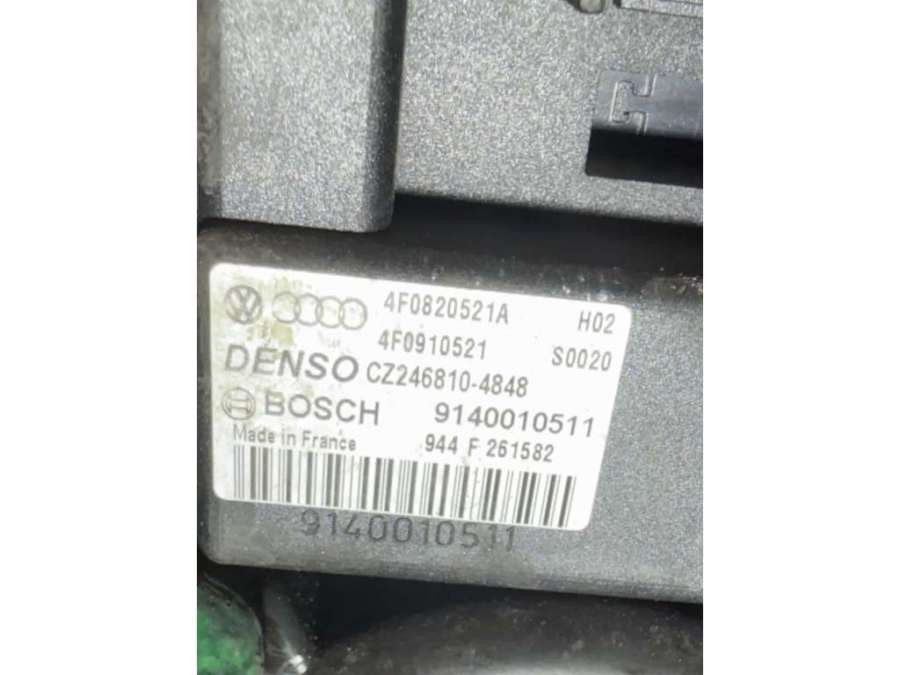 4F0820521A H02
4F0910521 S0020
DENSO CZ246810-4848
BOSCH 9140010511
Made in France 944 F 261582
9140010511